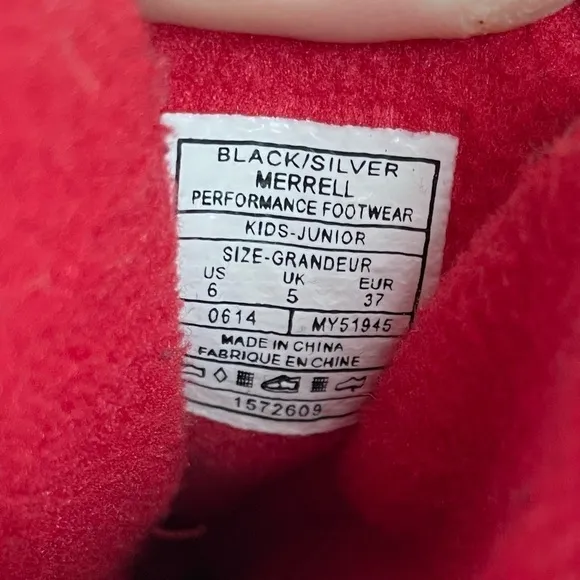 BLACK/SILVER
MERRELL
PERFORMANCE FOOTWEAR
KIDS-JUNIOR
SIZE-GRANDEUR
US UK EUR
6 5 37
0614 MY51945
MADE IN CHINA
FABRIQUE EN CHINE
1572609